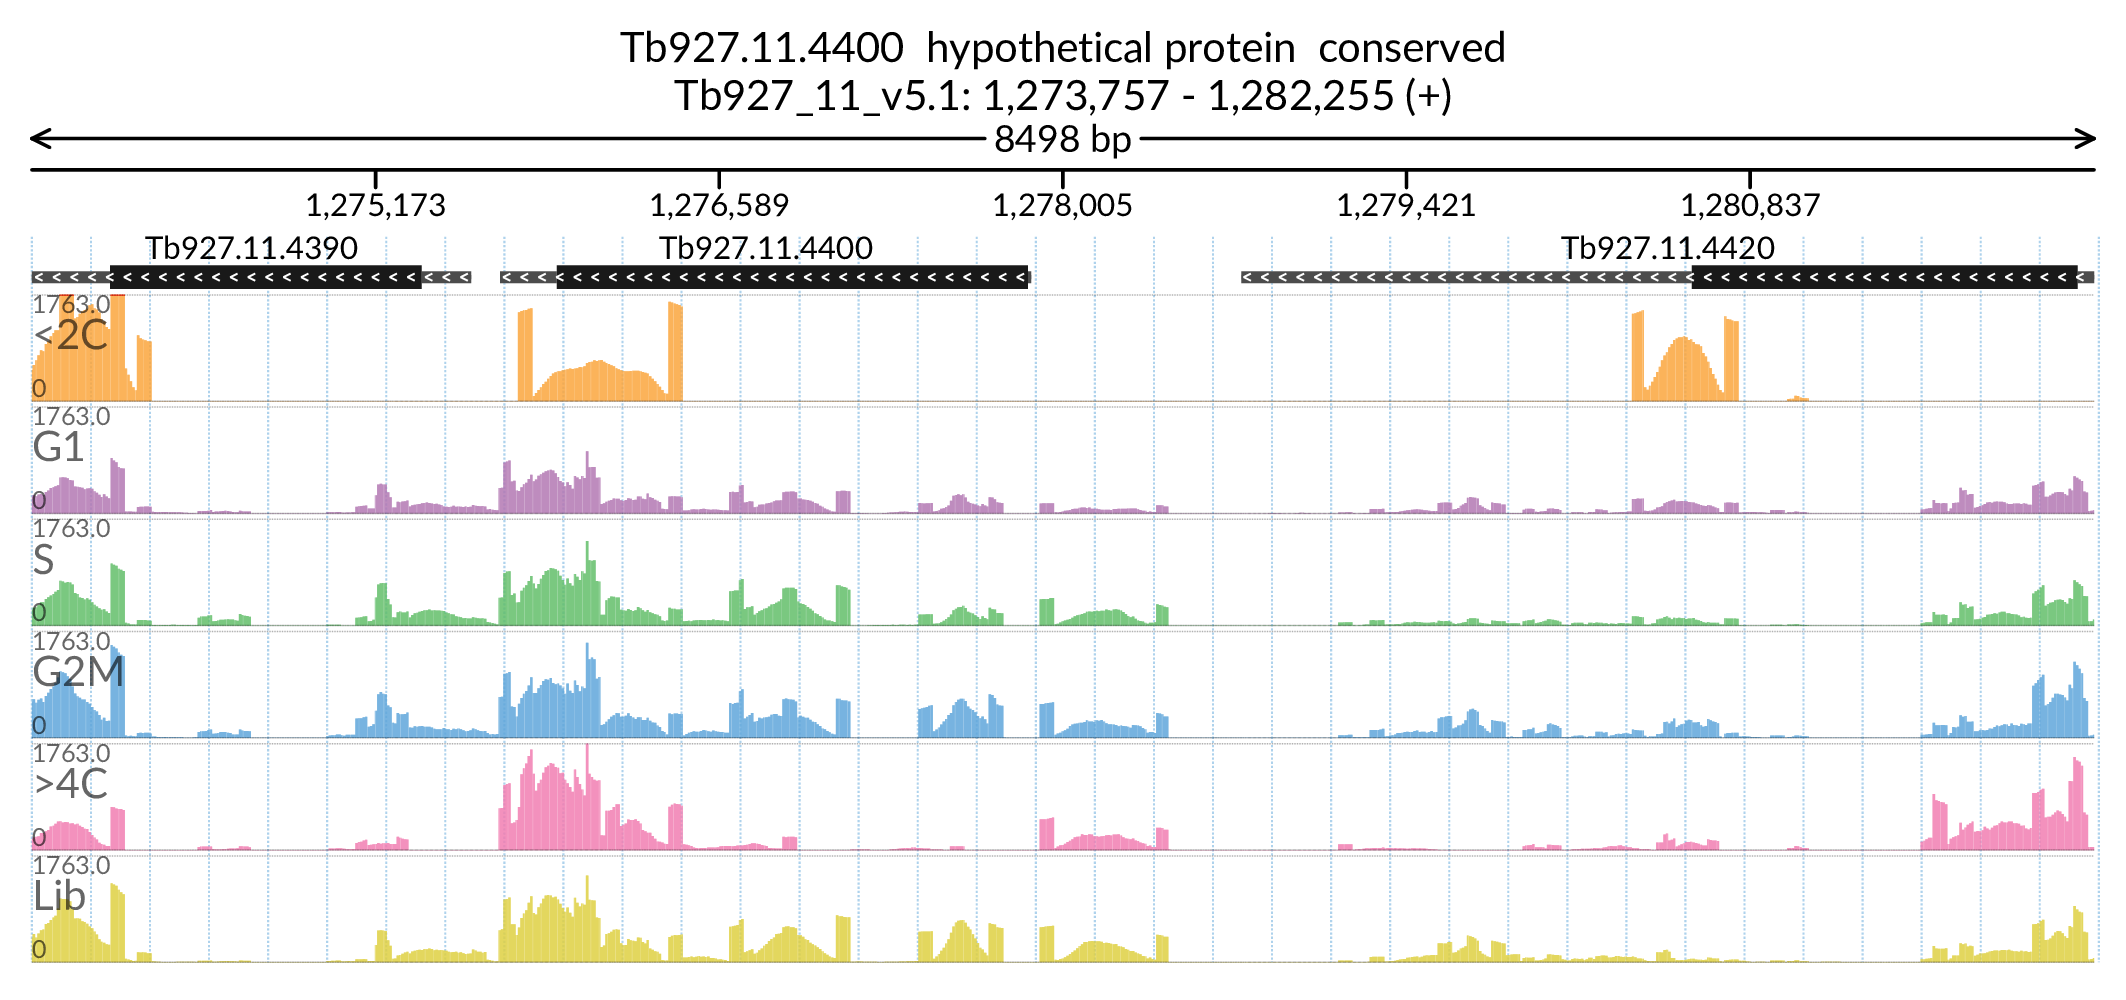 Tb927.11.4400 hypothetical protein conserved
Tb927_11_v5.1: 1,273,757 - 1,282,255 (+)
8498 bp
1,275,173 1,276,589 1,278,005 1,279,421 1,280,837
Tb927.11.4390 Tb927.11.4400 Tb927.11.4420
1763.0
<2C
0
1763.0
G1
0
1763.0
S
0
1763.0
G2M
0
1763.0
>4C
0
1763.0
Lib
0